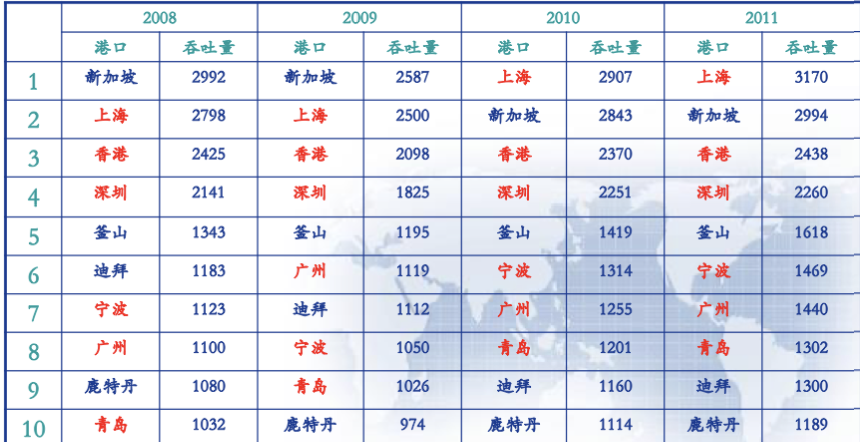 2008 2009 2010 2011
港口 吞吐量 港口 吞吐量 港口 吞吐量 港口 吞吐量
1 新加坡 2992 新加坡 2587 上海 2907 上海 3170
2 上海 2798 上海 2500 新加坡 2843 新加坡 2994
3 香港 2425 香港 2098 香港 2370 香港 2438
4 深圳 2141 深圳 1825 深圳 2251 深圳 2260
5 釜山 1343 釜山 1195 釜山 1419 釜山 1618
6 迪拜 1183 广州 1119 宁波 1314 宁波 1469
7 宁波 1123 迪拜 1112 广州 1255 广州 1440
8 广州 1100 宁波 1050 青岛 1201 青岛 1302
9 鹿特丹 1080 青岛 1026 迪拜 1160 迪拜 1300
10 青岛 1032 鹿特丹 974 鹿特丹 1114 鹿特丹 1189